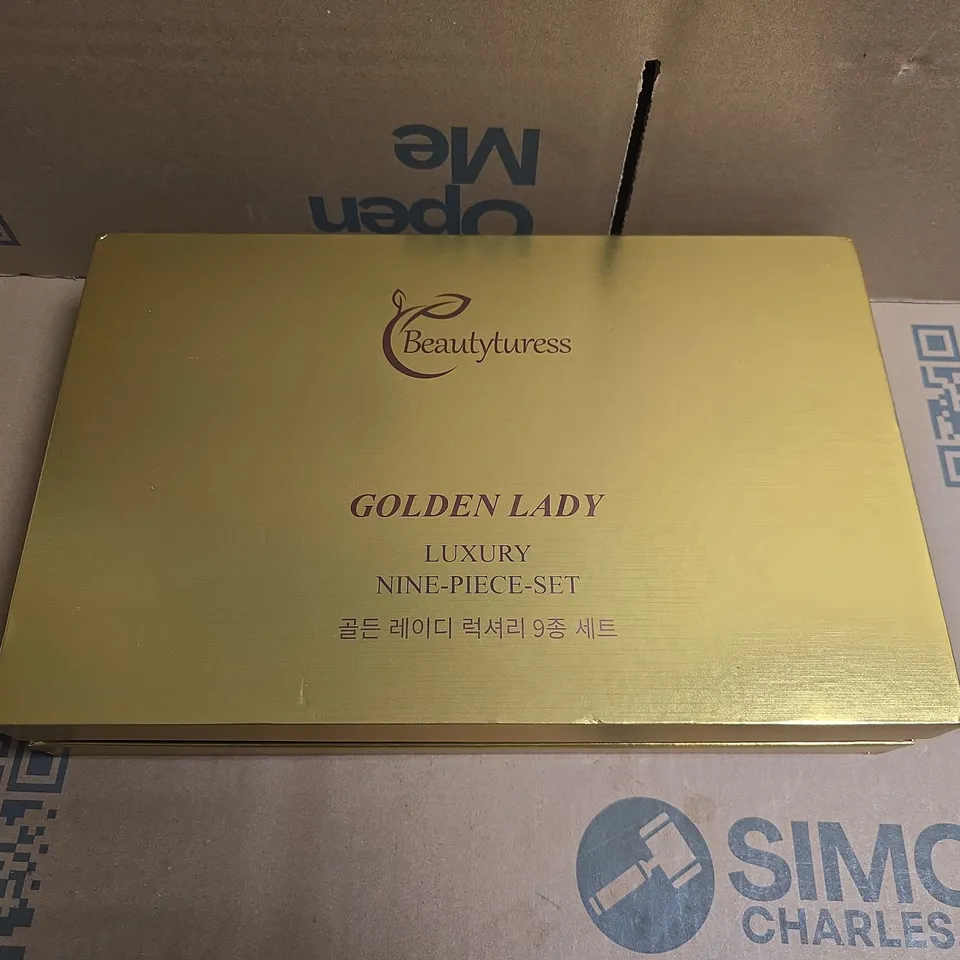 Open
Me
Beautyturess
GOLDEN LADY
LUXURY
NINE-PIECE-SET
골든 레이디 럭셔리 9종 세트
SIMO
CHARLES